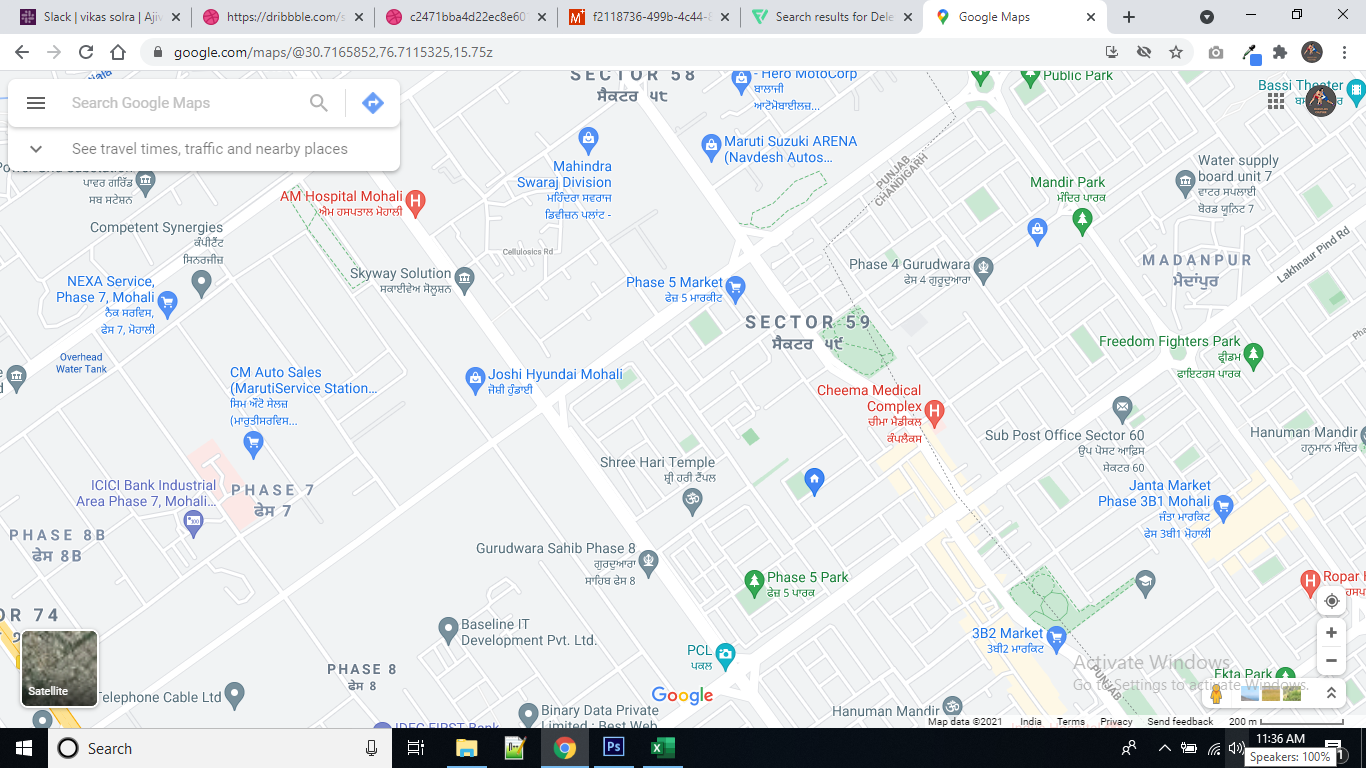 Slack | vikas solra | Ajiv
https://dribbble.com/s
c2471bba4d22ec8e60
f2118736-499b-4c44-8
Search results for Dele
Google Maps
google.com/maps/@30.7165852,76.7115325,15.75z
Search Google Maps
See travel times, traffic and nearby places
SECTOR 58
ਸੈਕਟਰ ੫੮
- Hero MotoCorp
ਬਾਲਾਜੀ
ਆਟੋਮੋਬਾਈਲਜ਼...
Public Park
Bassi Theater
Maruti Suzuki ARENA
(Navdesh Autos...
Mahindra
Swaraj Division
ਮਹਿੰਦਰਾ ਸਵਰਾਜ
ਡਿਵੀਜ਼ਨ ਪਲਾਂਟ -
PUNJAB
CHANDIGARH
Water supply
board unit 7
ਵਾਟਰ ਸਪਲਾਈ
ਬੋਰਡ ਯੂਨਿਟ 7
Mandir Park
ਮੰਦਿਰ ਪਾਰਕ
ਪਾਵਰ ਗਰਿੱਡ
ਸਬ ਸਟੇਸ਼ਨ
AM Hospital Mohali
ਐਮ ਹਸਪਤਾਲ ਮੋਹਾਲੀ
Competent Synergies
ਕੰਪੀਟੈਂਟ
ਸਿਨਰਜੀਜ਼
Cellulosics Rd
Lakhnaur Pind Rd
MADANPUR
ਮੈਦਾਂਪੁਰ
Skyway Solution
ਸਕਾਈਵੇਅ ਸੋਲੂਸ਼ਨ
Phase 4 Gurudwara
ਫੇਸ 4 ਗੁਰੂਦੁਆਰਾ
NEXA Service,
Phase 7, Mohali
ਨੈਕ ਸਰਵਿਸ,
ਫੇਸ 7, ਮੋਹਾਲੀ
Phase 5 Market
ਫੇਜ਼ 5 ਮਾਰਕੀਟ
SECTOR 59
ਸੈਕਟਰ ੫੯
Freedom Fighters Park
ਫ੍ਰੀਡਮ
ਫਾਇਟਰਸ ਪਾਰਕ
Overhead
Water Tank
CM Auto Sales
(MarutiService Station...
ਸਿਮ ਔਟੋ ਸੇਲਜ਼
(ਮਾਰੂਤੀਸਰਵਿਸ...
Joshi Hyundai Mohali
ਜੋਸ਼ੀ ਹੁੰਡਾਈ
Cheema Medical
Complex
ਚੀਮਾ ਮੈਡੀਕਲ
ਕੰਪਲੈਕਸ
Sub Post Office Sector 60
ਉਪ ਪੋਸਟ ਆਫ਼ਿਸ
ਸੇਕਟਰ 60
Hanuman Mandir
ਹਨੂਮਾਨ ਮੰਦਿਰ
Shree Hari Temple
ਸ਼੍ਰੀ ਹਰੀ ਟੈਂਪਲ
ICICI Bank Industrial
Area Phase 7, Mohali...
PHASE 7
ਫੇਸ 7
Janta Market
Phase 3B1 Mohali
ਜੰਤਾ ਮਾਰਕਿਟ
ਫੇਸ 3ਬੀ1 ਮੋਹਾਲੀ
PHASE 8B
ਫੇਸ 8B
Gurudwara Sahib Phase 8
ਗੁਰਦੁਆਰਾ
ਸਾਹਿਬ ਫੇਸ 8
Phase 5 Park
ਫੇਜ਼ 5 ਪਾਰਕ
Ropar
OR 74
Baseline IT
Development Pvt. Ltd.
3B2 Market
3ਬੀ2 ਮਾਰਕਿਟ
PCL
ਪਕਲ
PHASE 8
ਫੇਸ 8
Activate Windows
Go to Settings to activate Windows.
PUNJAB
Ekta Park
Satellite
Telephone Cable Ltd
Google
Binary Data Private
Limited : Best Web
Hanuman Mandir
IDFC FIRST Bank
Map data ©2021 India Terms Privacy Send feedback 200 m
Search
11:36 AM
Speakers: 100%
1